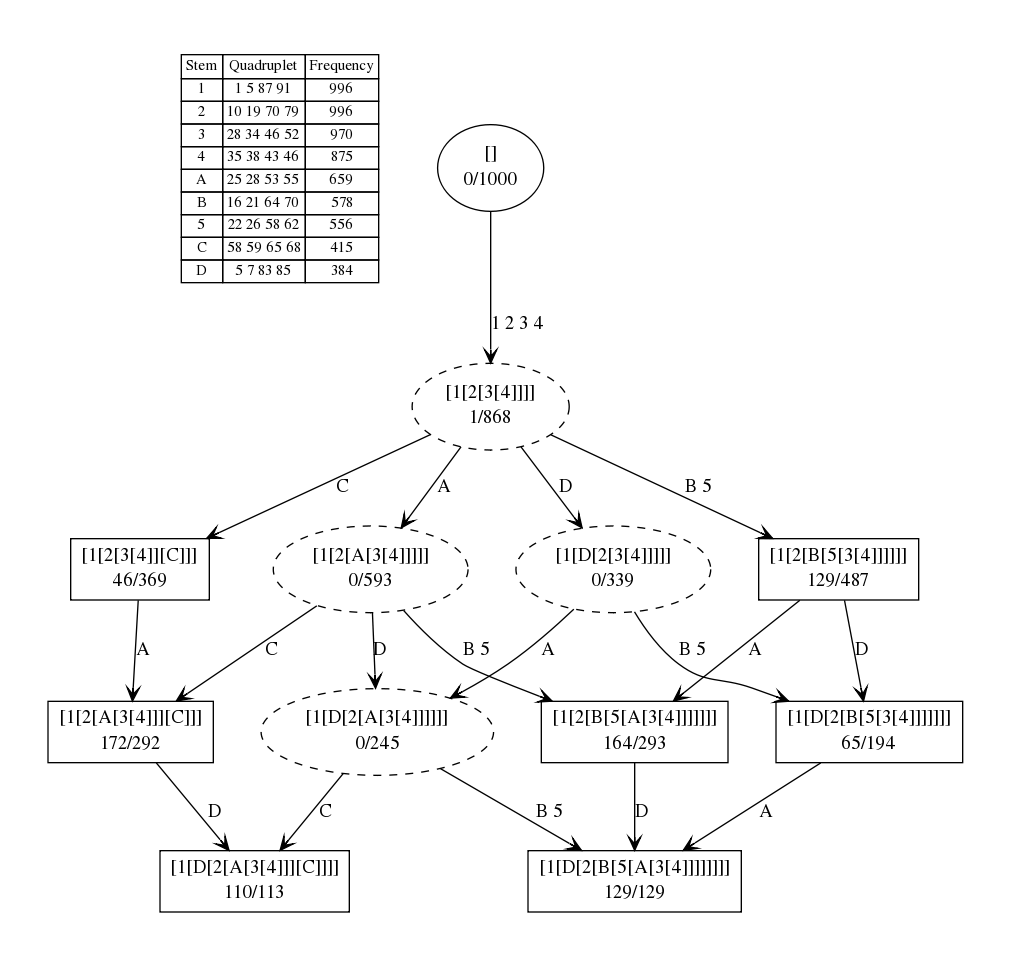 Stem Quadruplet Frequency
1 1 5 87 91 996
2 10 19 70 79 996
3 28 34 46 52 970
4 35 38 43 46 875
A 25 28 53 55 659
B 16 21 64 70 578
5 22 26 58 62 556
C 58 59 65 68 415
D 5 7 83 85 384
[]
0/1000
1 2 3 4
[1[2[3[4]]]]
1/868
C A D B 5
[1[2[3[4]][C]]]
46/369
[1[2[A[3[4]]]]]
0/593
[1[D[2[3[4]]]]]
0/339
[1[2[B[5[3[4]]]]]]
129/487
A C D B 5 A B 5 A D
[1[2[A[3[4]]][C]]]
172/292
[1[D[2[A[3[4]]]]]]
0/245
[1[2[B[5[A[3[4]]]]]]]
164/293
[1[D[2[B[5[3[4]]]]]]]
65/194
D C B 5 D A
[1[D[2[A[3[4]]][C]]]]
110/113
[1[D[2[B[5[A[3[4]]]]]]]]
129/129